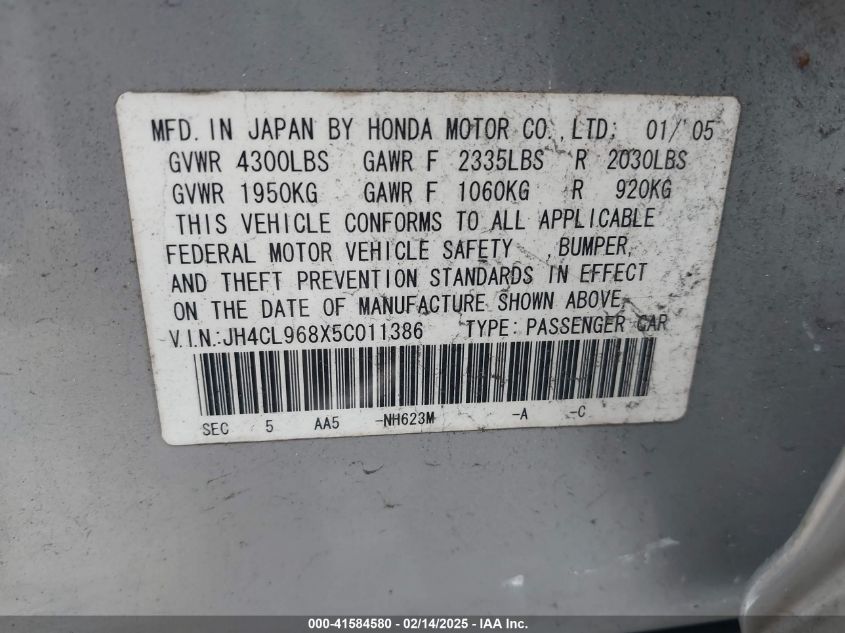 MFD. IN JAPAN BY HONDA MOTOR CO., LTD; 01/ 05
GVWR 4300LBS GAWR F 2335LBS R 2030LBS
GVWR 1950KG GAWR F 1060KG R 920KG
THIS VEHICLE CONFORMS TO ALL APPLICABLE
FEDERAL MOTOR VEHICLE SAFETY , BUMPER,
AND THEFT PREVENTION STANDARDS IN EFFECT
ON THE DATE OF MANUFACTURE SHOWN ABOVE.
V.I.N.:JH4CL968X5C011386 TYPE: PASSENGER CAR
SEC 5 AA5 -NH623M -A -C
000-41584580 - 02/14/2025 - IAA Inc.